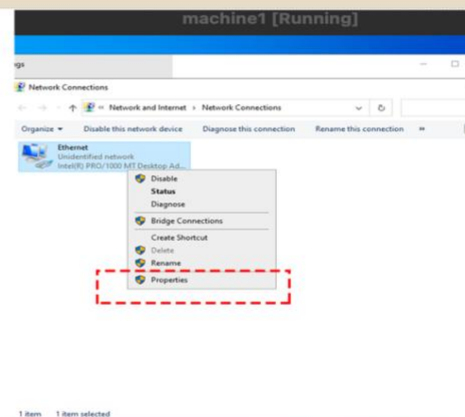 machine1 [Running]
gs
Network Connections
Network and Internet › Network Connections
Organize Disable this network device Diagnose this connection Rename this connection »
Ethernet
Unidentified network
Intel(R) PRO/1000 MT Desktop Ad...
Disable
Status
Diagnose
Bridge Connections
Create Shortcut
Delete
Rename
Properties
1 item 1 item selected